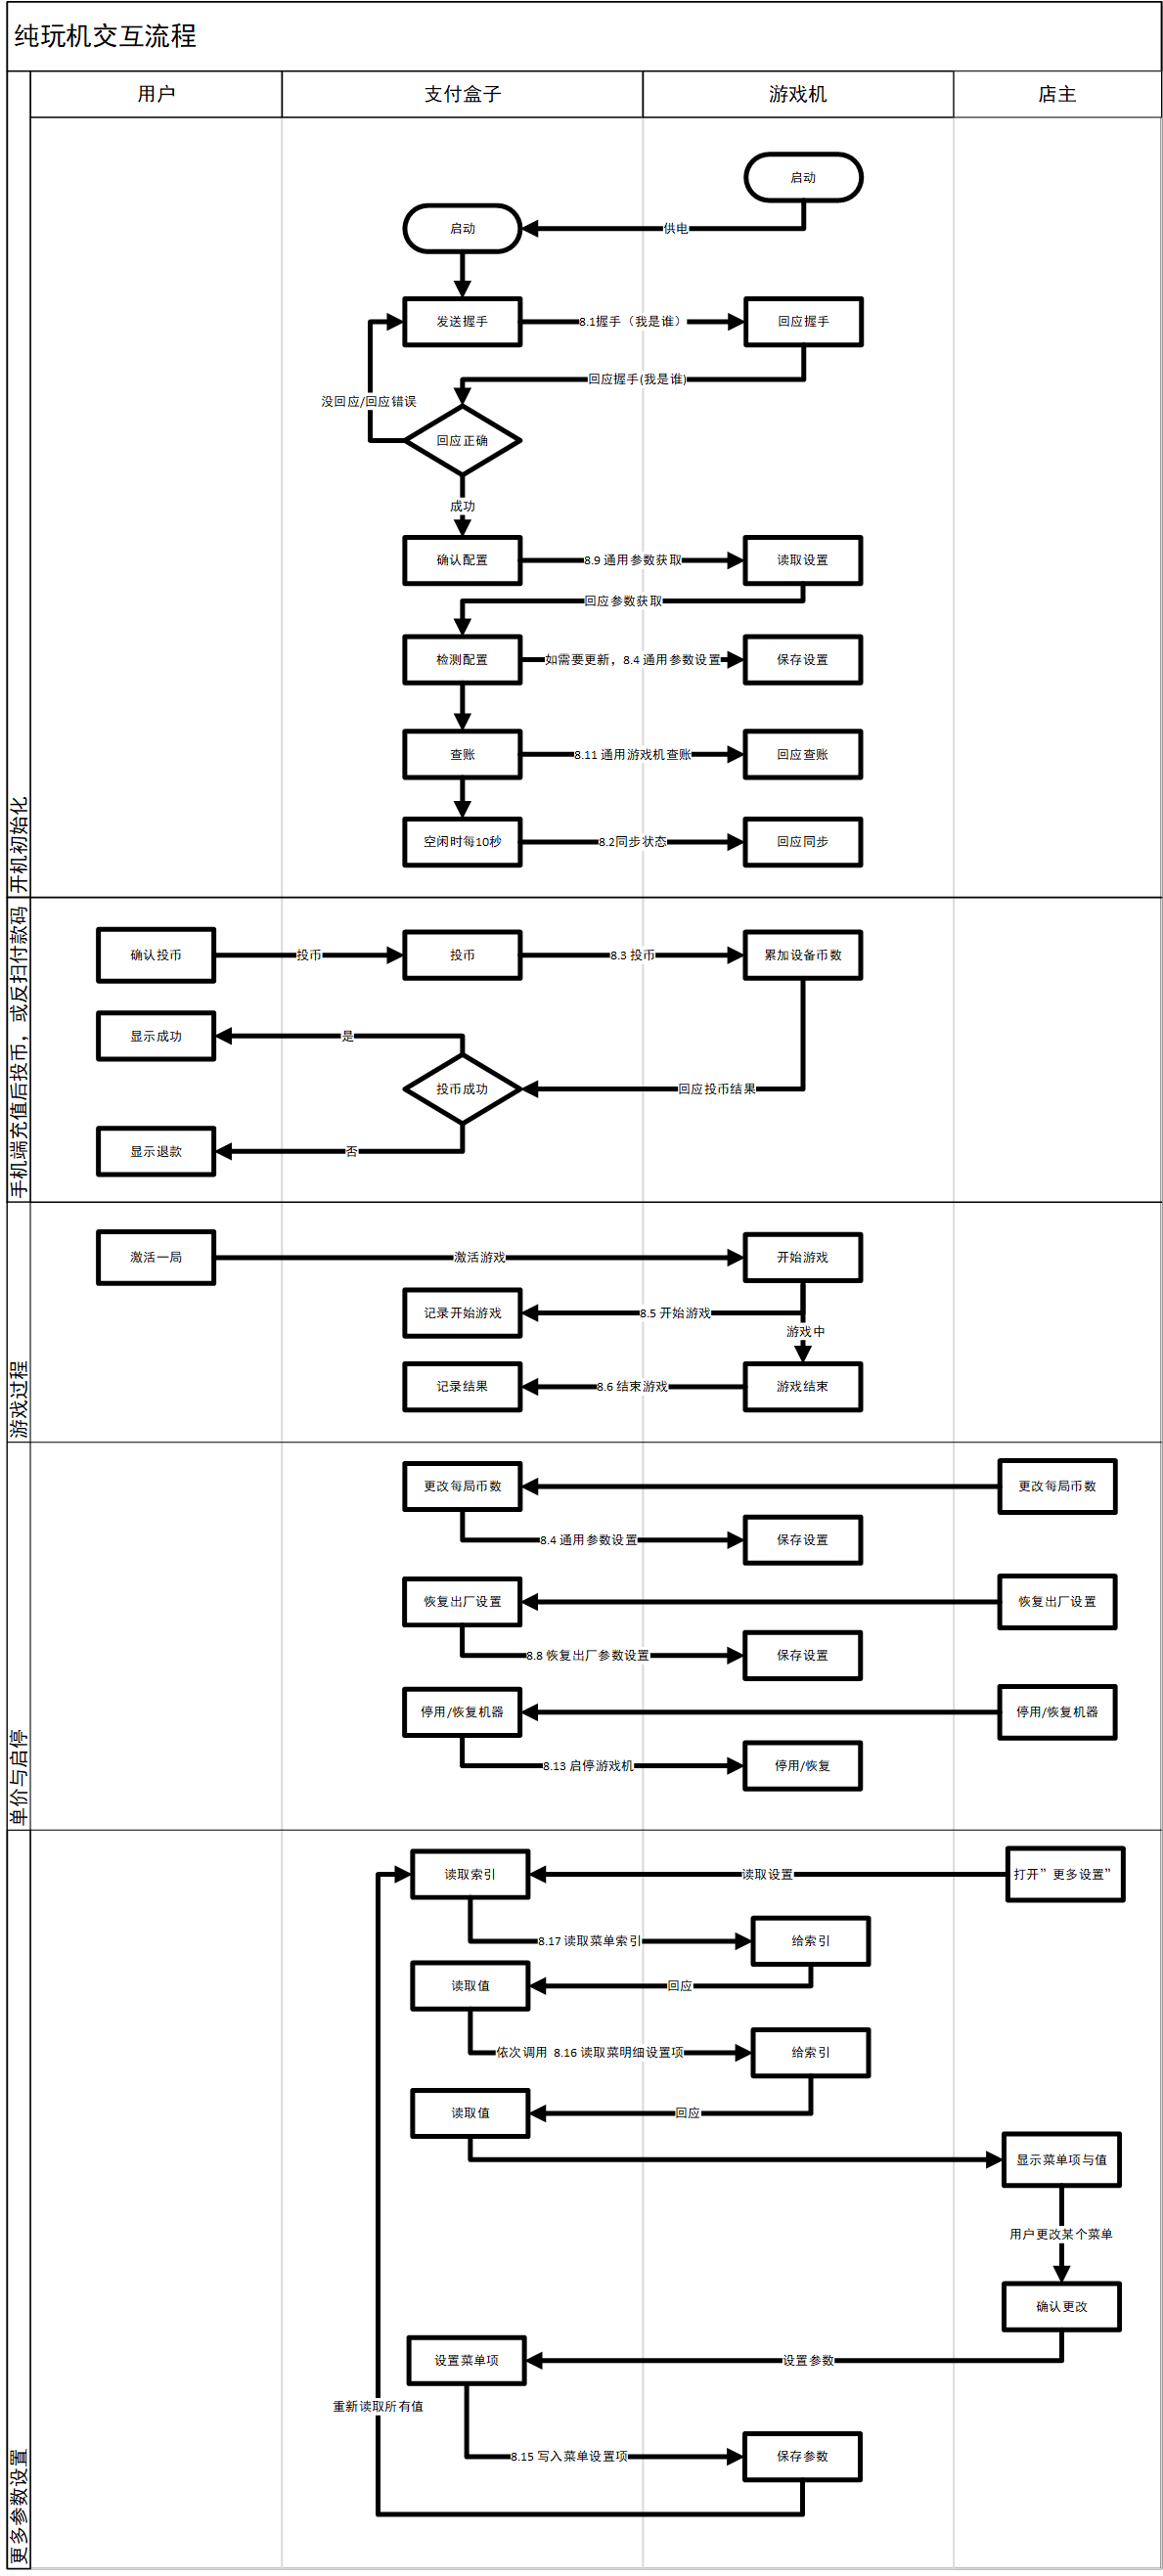 纯玩机交互流程
用户
支付盒子
游戏机
店主
开机初始化
启动
启动
供电
发送握手
8.1握手（我是谁）
回应握手
回应握手(我是谁)
没回应/回应错误
回应正确
成功
确认配置
8.9 通用参数获取
读取设置
回应参数获取
检测配置
如需要更新，8.4 通用参数设置
保存设置
查账
8.11 通用游戏机查账
回应查账
空闲时每10秒
8.2同步状态
回应同步
手机端充值后投币，或反扫付款码
确认投币
投币
投币
8.3 投币
累加设备币数
显示成功
是
投币成功
回应投币结果
显示退款
否
游戏过程
激活一局
激活游戏
开始游戏
记录开始游戏
8.5 开始游戏
游戏中
记录结果
8.6 结束游戏
游戏结束
单价与启停
更改每局币数
更改每局币数
8.4 通用参数设置
保存设置
恢复出厂设置
恢复出厂设置
8.8 恢复出厂参数设置
保存设置
停用/恢复机器
停用/恢复机器
8.13 启停游戏机
停用/恢复
更多参数设置
读取索引
读取设置
打开”更多设置”
8.17 读取菜单索引
给索引
读取值
回应
依次调用 8.16 读取菜明细设置项
给索引
读取值
回应
显示菜单项与值
用户更改某个菜单
确认更改
设置菜单项
设置参数
重新读取所有值
8.15 写入菜单设置项
保存参数